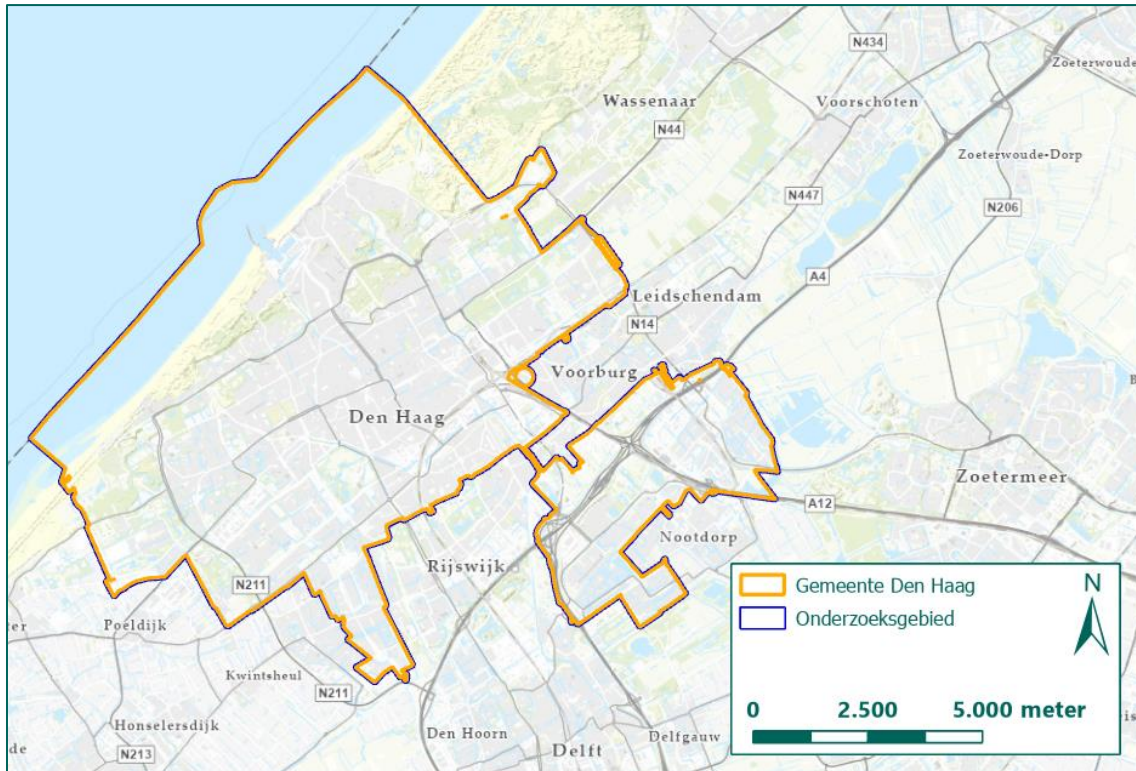 N434
Zoeterwoude
Wassenaar
Voorschoten
N44
Zoeterwoude-Dorp
N447
N206
A4
Leidschendam
N14
Voorburg
Den Haag
Zoetermeer
A12
Nootdorp
Rijswijk
N211
Poeldijk
Kwintsheul
N211
Honselersdijk
N213
Den Hoorn
Delft
Delfgauw
Gemeente Den Haag
Onderzoeksgebied
N
0 2.500 5.000 meter